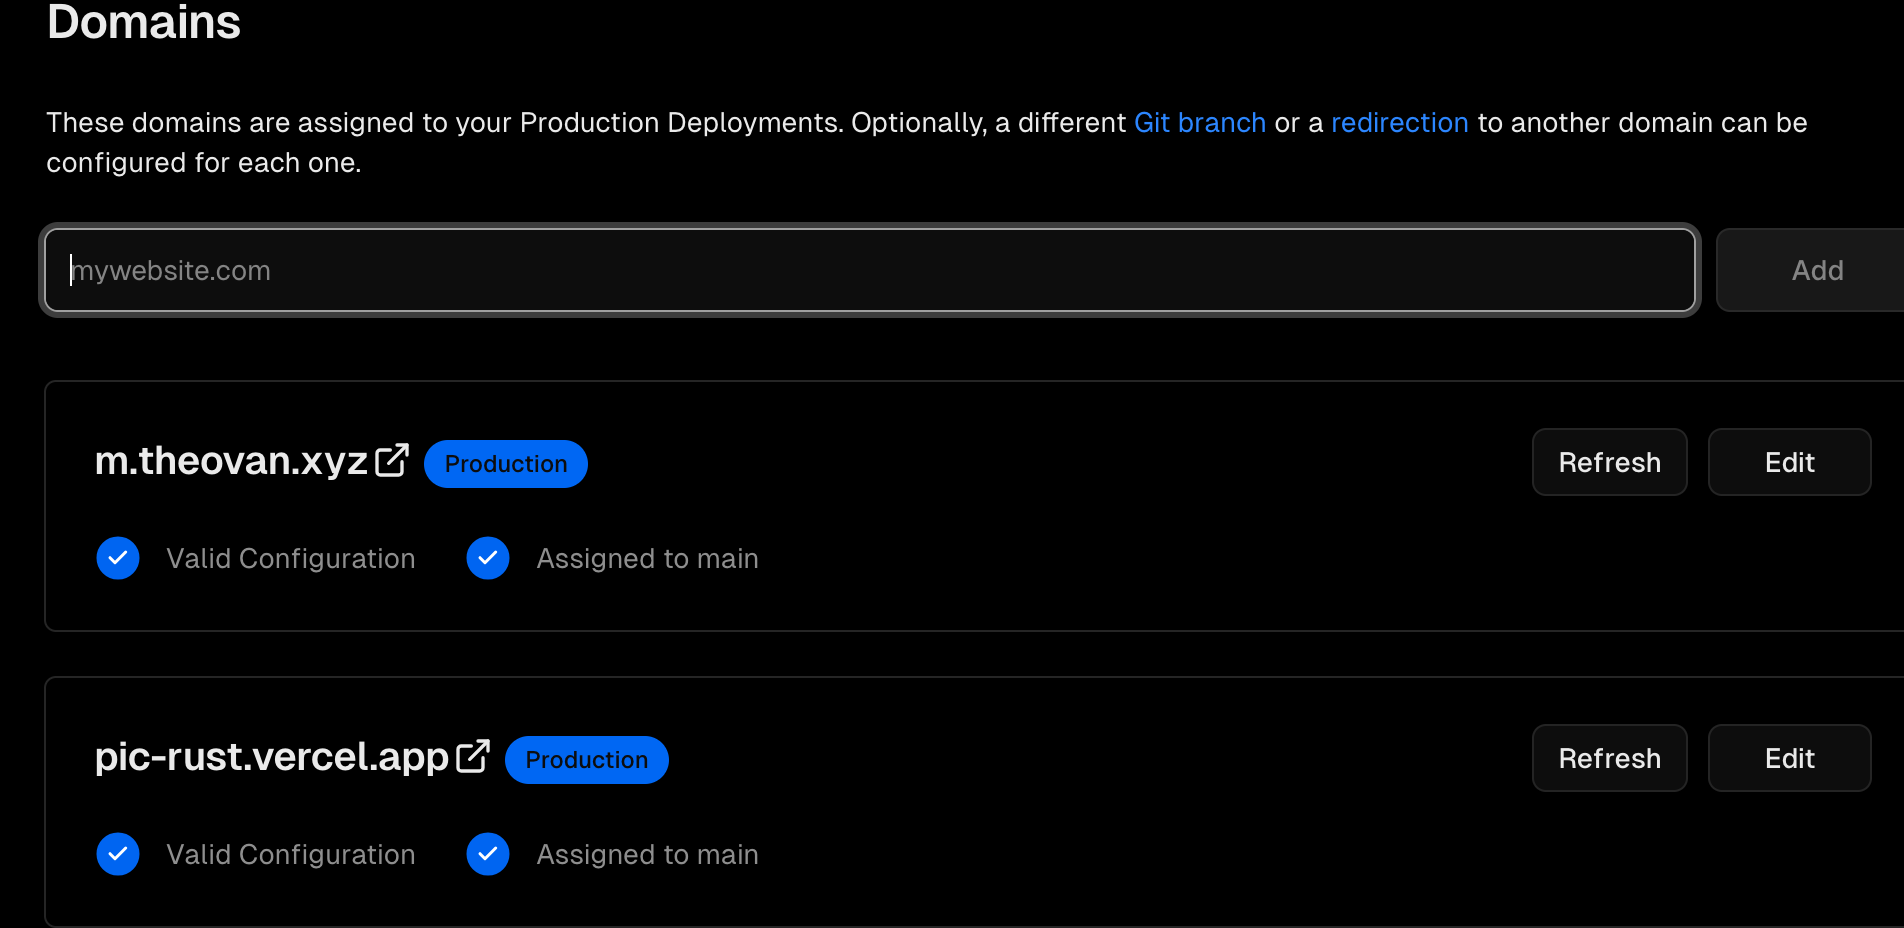 Domains
These domains are assigned to your Production Deployments. Optionally, a different Git branch or a redirection to another domain can be
configured for each one.
mywebsite.com
Add
m.theovan.xyz Production
Refresh
Edit
Valid Configuration
Assigned to main
pic-rust.vercel.app Production
Refresh
Edit
Valid Configuration
Assigned to main